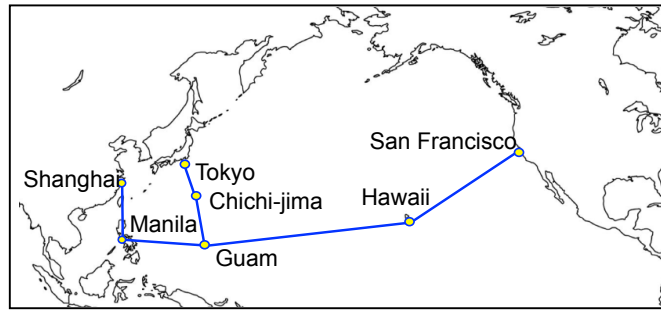 San Francisco
Tokyo
Shanghai
Chichi-jima
Hawaii
Manila
Guam